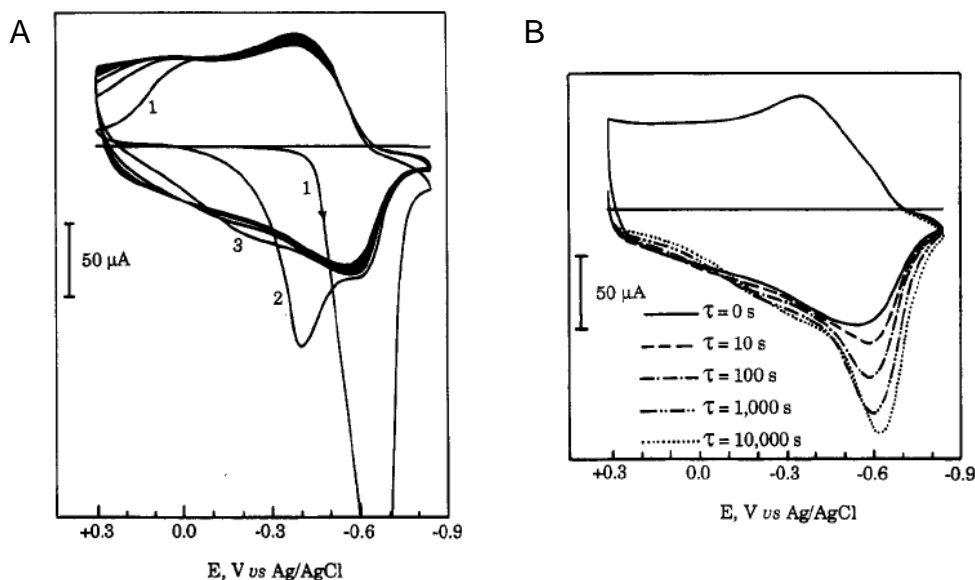 A
1
1
3
2
50 μA
+0.3 0.0 -0.3 -0.6 -0.9
E, V vs Ag/AgCl
B
50 μA
τ = 0 s
τ = 10 s
τ = 100 s
τ = 1,000 s
τ = 10,000 s
+0.3 0.0 -0.3 -0.6 -0.9
E, V vs Ag/AgCl